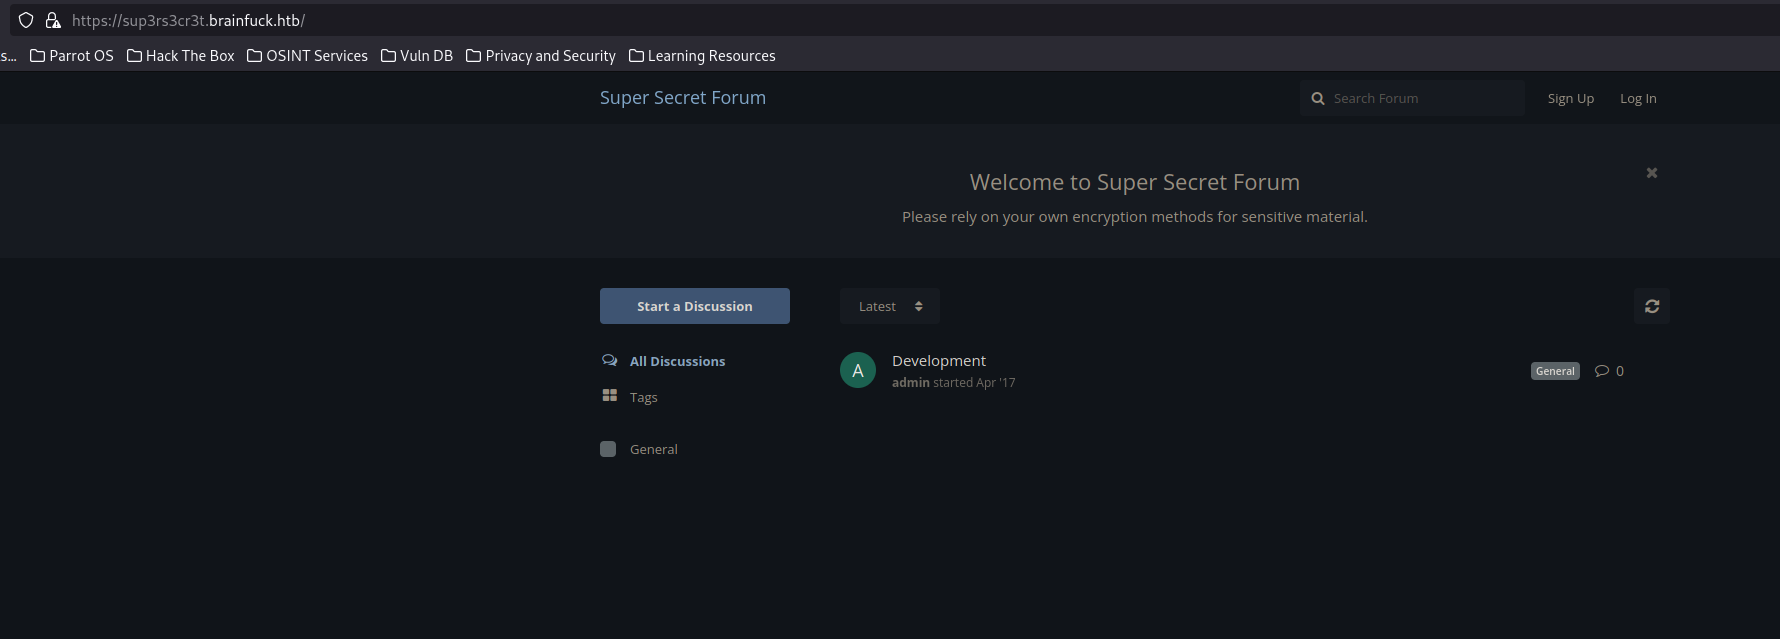 https://sup3rs3cr3t.brainfuck.htb/
s... Parrot OS Hack The Box OSINT Services Vuln DB Privacy and Security Learning Resources
Super Secret Forum Search Forum Sign Up Log In
Welcome to Super Secret Forum
Please rely on your own encryption methods for sensitive material.
Start a Discussion Latest
All Discussions
Development
A
admin started Apr '17
General 0
Tags
General